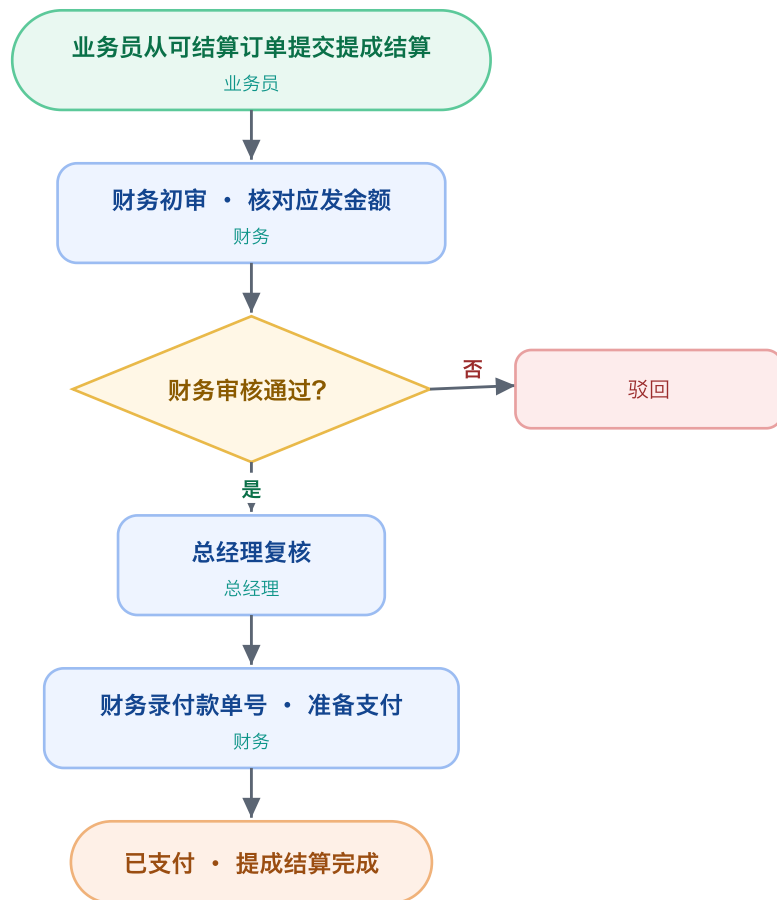 业务员从可结算订单提交提成结算
业务员
财务初审 · 核对应发金额
财务
财务审核通过?
否
驳回
是
总经理复核
总经理
财务录付款单号 · 准备支付
财务
已支付 · 提成结算完成